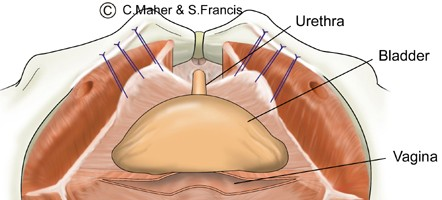 © C.Maher & S.Francis
Urethra
Bladder
Vagina